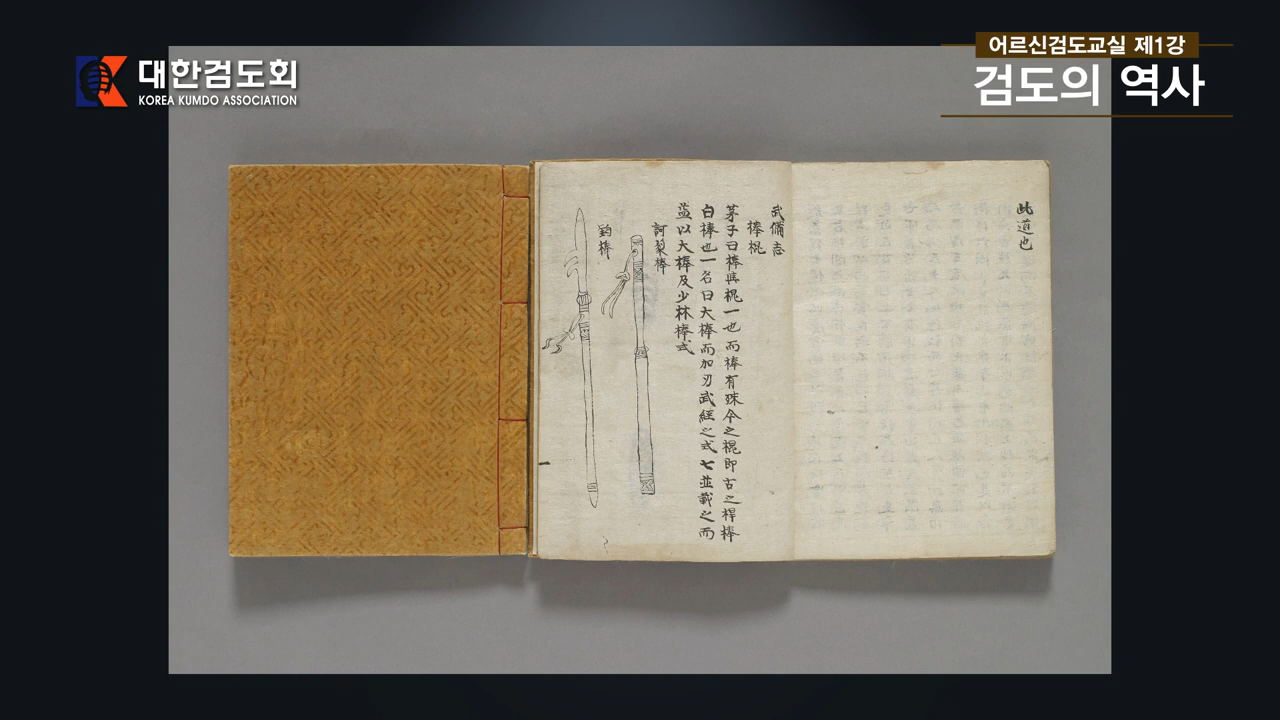 대한검도회
KOREA KUMDO ASSOCIATION
어르신검도교실 제1강
검도의 역사
此道也
武備志
棒棍
茅子曰棒與棍一也而棒有殊今之棍即古之桿棒
白棒也一名曰大棒而加刃武經之式七並載之而
益以大棒及少林棒式
訶藜棒
鈎棒